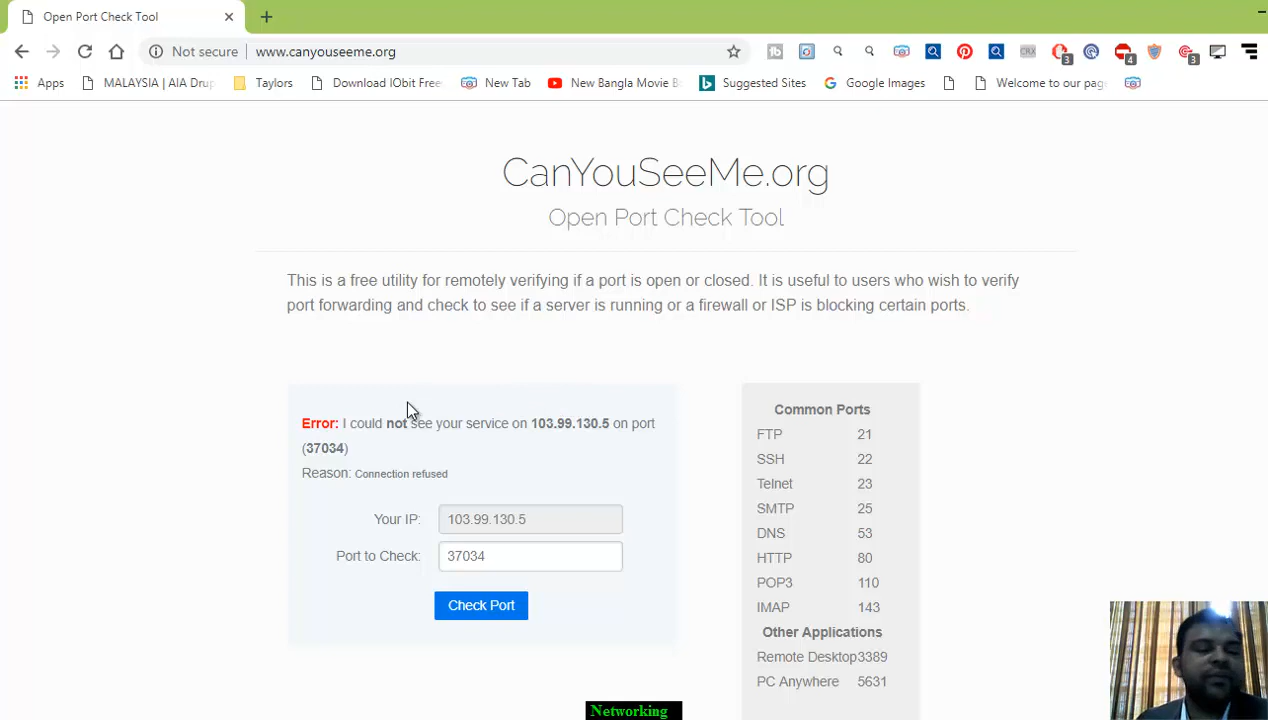 Open Port Check Tool
Not secure
www.canyouseeme.org
3
4
3
Apps
MALAYSIA | AIA Dru
Taylors
Download IObit Free
New Tab
New Bangla Movie B
Suggested Sites
Google Images
Welcome to our pag
CanYouSeeMe.org
Open Port Check Tool
This is a free utility for remotely verifying if a port is open or closed. It is useful to users who wish to verify
port forwarding and check to see if a server is running or a firewall or ISP is blocking certain ports.
Error: I could not see your service on 103.99.130.5 on port
(37034)
Reason: Connection refused
Your IP: 103.99.130.5
Port to Check: 37034
Check Port
Common Ports
FTP 21
SSH 22
Telnet 23
SMTP 25
DNS 53
HTTP 80
POP3 110
IMAP 143
Other Applications
Remote Desktop3389
PC Anywhere 5631
Networking